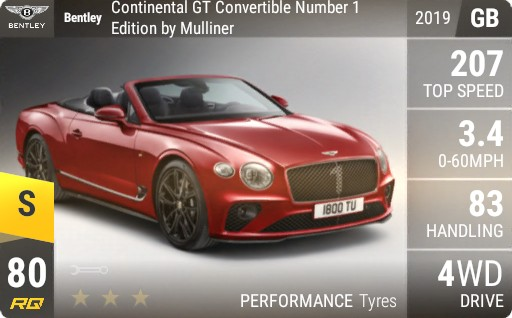 BENTLEY
Bentley
Continental GT Convertible Number 1
Edition by Mulliner
2019 GB
207
TOP SPEED
3.4
0-60MPH
83
HANDLING
4WD
DRIVE
S
80
RQ
1
1800 TU
PERFORMANCE Tyres